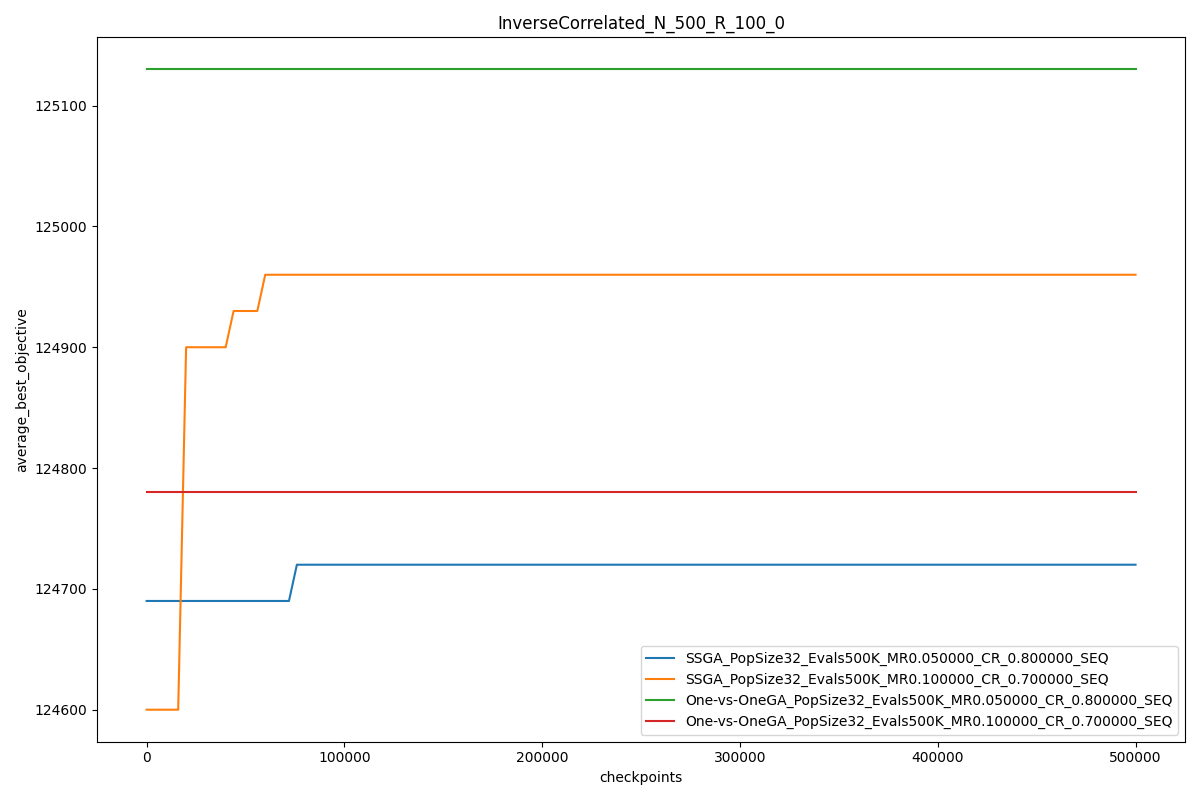 InverseCorrelated_N_500_R_100_0
125100
125000
124900
124800
124700
124600
average_best_objective
0
100000
200000
300000
400000
500000
checkpoints
SSGA_PopSize32_Evals500K_MR0.050000_CR_0.800000_SEQ
SSGA_PopSize32_Evals500K_MR0.100000_CR_0.700000_SEQ
One-vs-OneGA_PopSize32_Evals500K_MR0.050000_CR_0.800000_SEQ
One-vs-OneGA_PopSize32_Evals500K_MR0.100000_CR_0.700000_SEQ